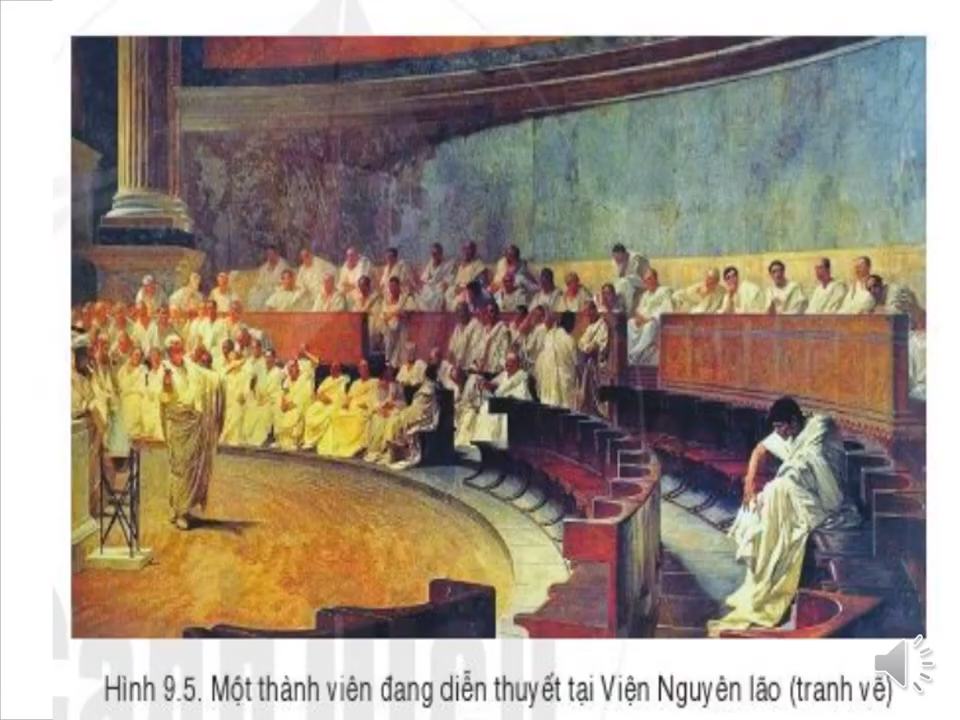 Hình 9.5. Một thành viên đang diễn thuyết tại Viện Nguyên lão (tranh vẽ)